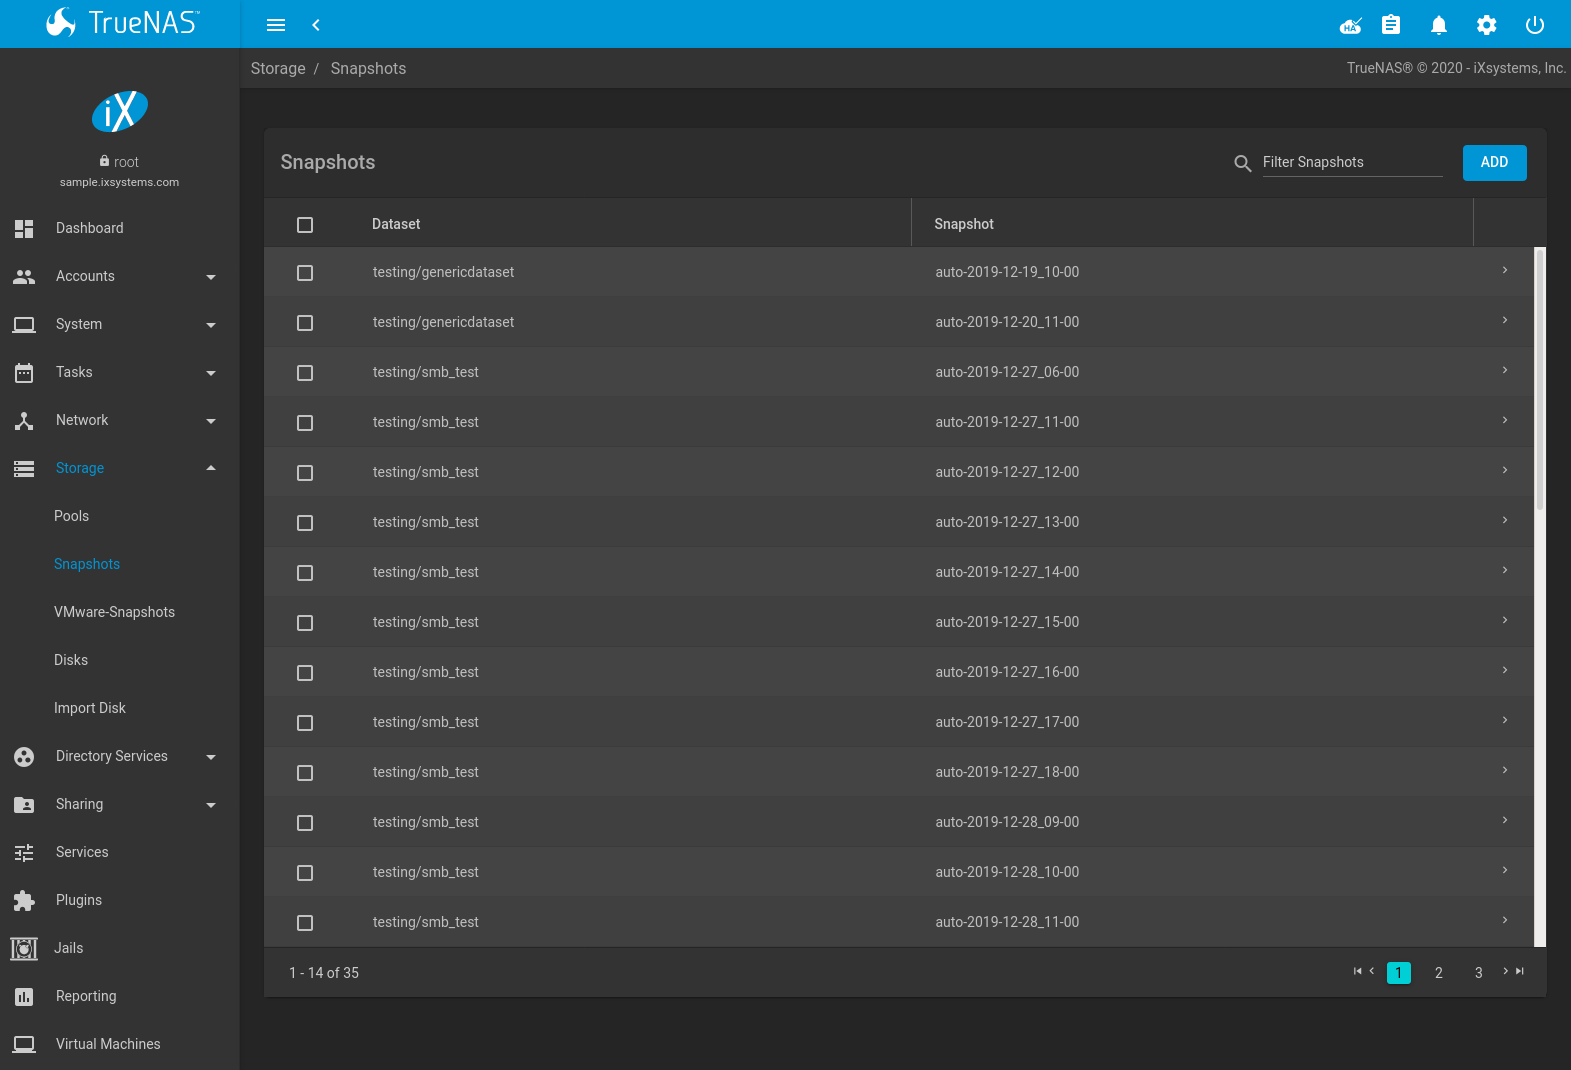 TrueNAS™
HA
Storage / Snapshots
TrueNAS® © 2020 - iXsystems, Inc.
iX
root
sample.ixsystems.com
Dashboard
Accounts
System
Tasks
Network
Storage
Pools
Snapshots
VMware-Snapshots
Disks
Import Disk
Directory Services
Sharing
Services
Plugins
Jails
Reporting
Virtual Machines
Snapshots
Filter Snapshots
ADD
Dataset Snapshot
testing/genericdataset auto-2019-12-19_10-00
testing/genericdataset auto-2019-12-20_11-00
testing/smb_test auto-2019-12-27_06-00
testing/smb_test auto-2019-12-27_11-00
testing/smb_test auto-2019-12-27_12-00
testing/smb_test auto-2019-12-27_13-00
testing/smb_test auto-2019-12-27_14-00
testing/smb_test auto-2019-12-27_15-00
testing/smb_test auto-2019-12-27_16-00
testing/smb_test auto-2019-12-27_17-00
testing/smb_test auto-2019-12-27_18-00
testing/smb_test auto-2019-12-28_09-00
testing/smb_test auto-2019-12-28_10-00
testing/smb_test auto-2019-12-28_11-00
1 - 14 of 35
1 2 3